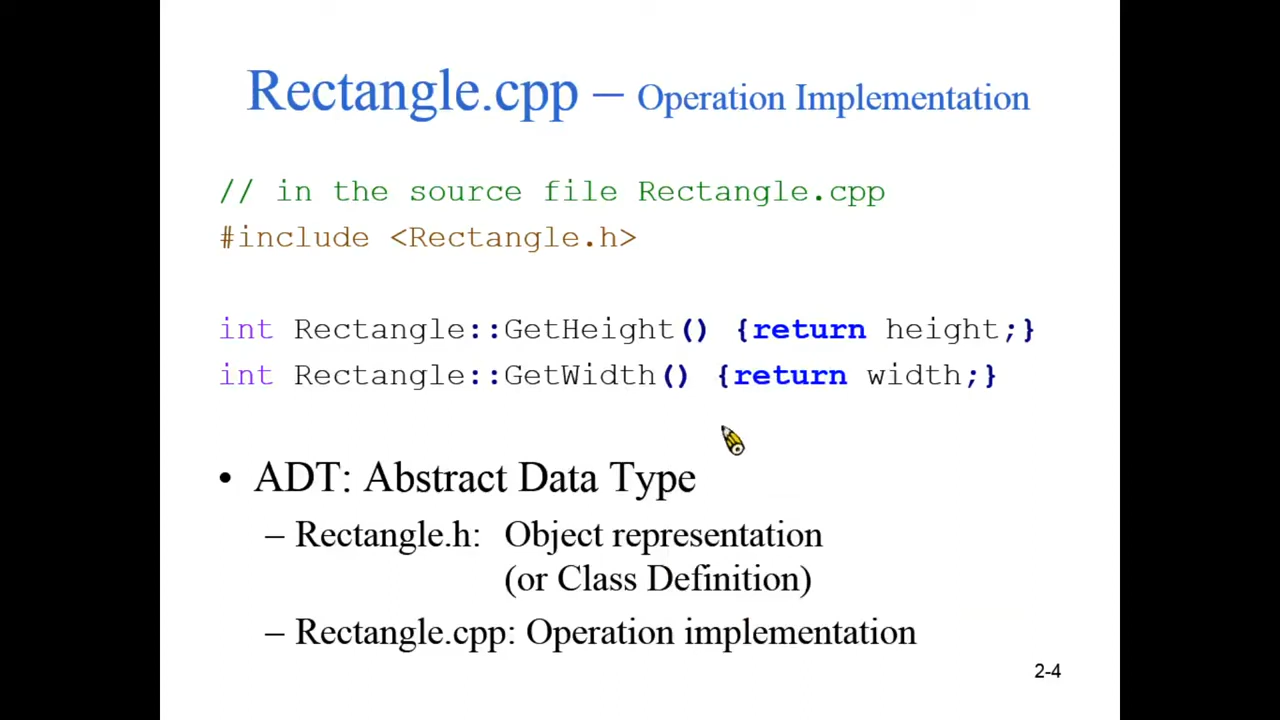 Rectangle.cpp – Operation Implementation
// in the source file Rectangle.cpp
#include <Rectangle.h>
int Rectangle::GetHeight() {return height;}
int Rectangle::GetWidth() {return width;}
• ADT: Abstract Data Type
– Rectangle.h: Object representation
(or Class Definition)
– Rectangle.cpp: Operation implementation
2-4